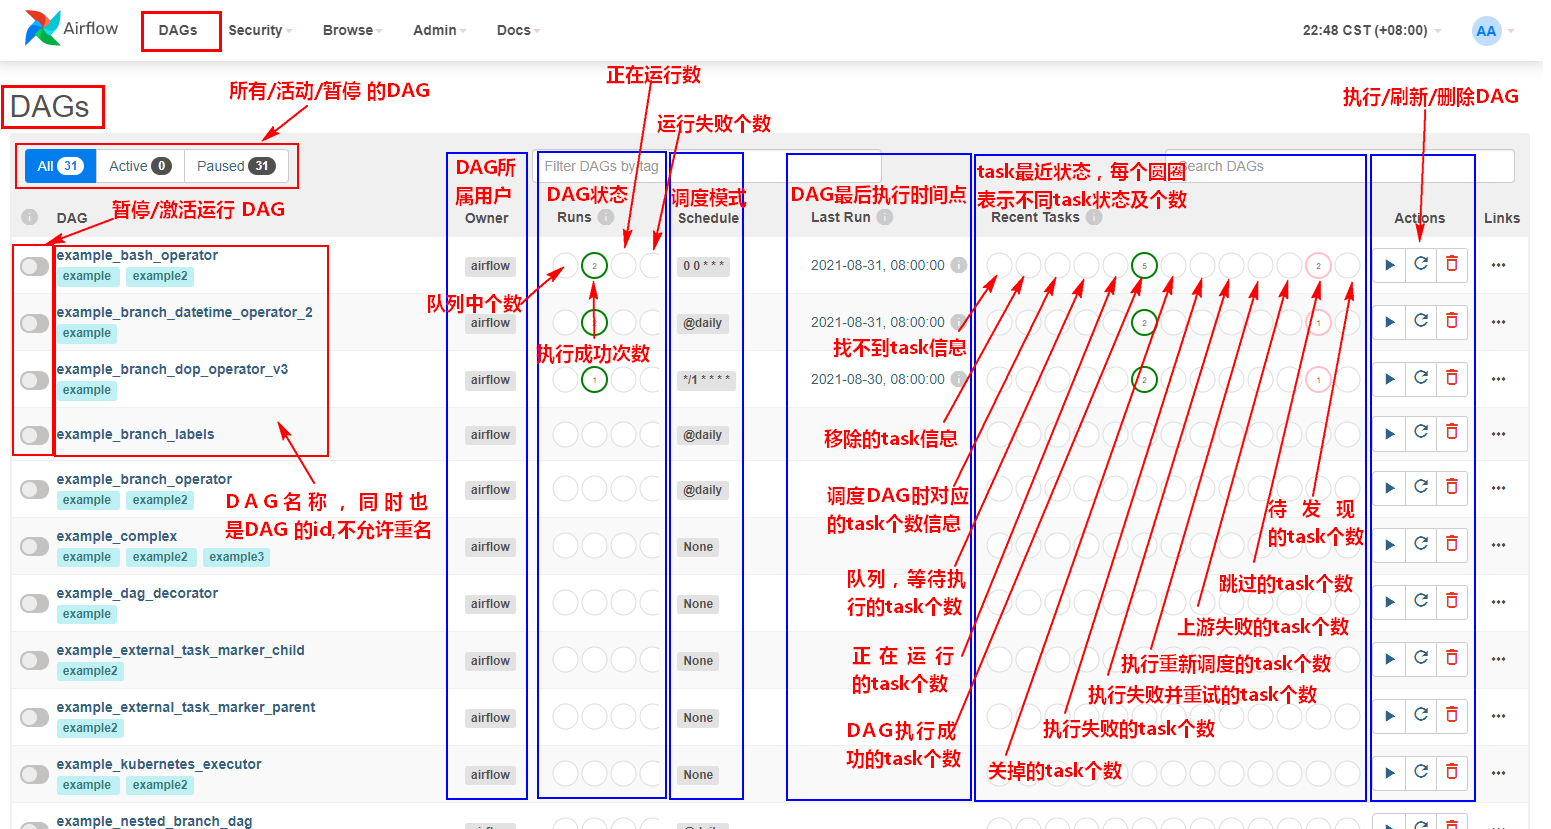 Airflow
DAGs
Security
Browse
Admin
Docs
22:48 CST (+08:00)
AA
正在运行数
所有/活动/暂停 的DAG
执行/刷新/删除DAG
DAGs
运行失败个数
All 31
Active 0
Paused 31
DAG所
属用户
Filter DAGs by tag
DAG状态
调度模式
DAG最后执行时间点
Search DAGs
task最近状态，每个圆圈
表示不同task状态及个数
暂停/激活运行 DAG
DAG
Owner
Runs
Schedule
Last Run
Recent Tasks
Actions
Links
example_bash_operator
example example2
airflow
2
0 0 * * *
2021-08-31, 08:00:00
5
2
队列中个数
example_branch_datetime_operator_2
example
airflow
2
@daily
2021-08-31, 08:00:00
2
1
执行成功次数
找不到task信息
example_branch_dop_operator_v3
example
airflow
1
*/1 * * * *
2021-08-30, 08:00:00
2
1
example_branch_labels
airflow
@daily
移除的task信息
example_branch_operator
example example2
airflow
@daily
DAG名称，同时也
是DAG 的id,不允许重名
调度DAG时对应
的task个数信息
待发现
的task个数
example_complex
example example2 example3
airflow
None
队列，等待执
行的task个数
跳过的task个数
example_dag_decorator
example
airflow
None
上游失败的task个数
example_external_task_marker_child
example2
airflow
None
正在运行
的task个数
执行重新调度的task个数
执行失败并重试的task个数
example_external_task_marker_parent
example2
airflow
None
DAG执行成
功的task个数
执行失败的task个数
关掉的task个数
example_kubernetes_executor
example example2
airflow
None
example_nested_branch_dag
@daily